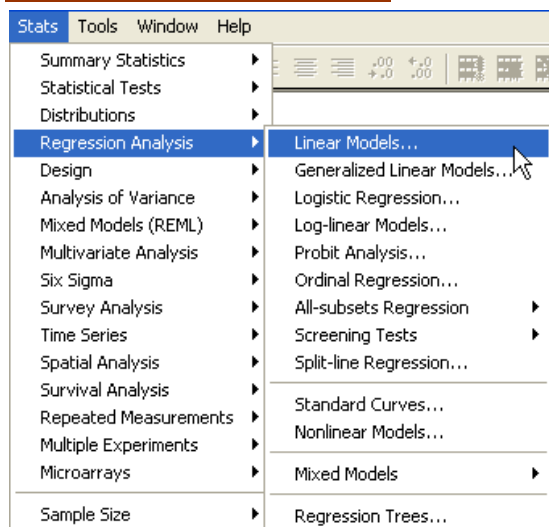 Stats Tools Window Help
Summary Statistics
Statistical Tests
Distributions
Regression Analysis
Design
Analysis of Variance
Mixed Models (REML)
Multivariate Analysis
Six Sigma
Survey Analysis
Time Series
Spatial Analysis
Survival Analysis
Repeated Measurements
Multiple Experiments
Microarrays
Sample Size
Linear Models...
Generalized Linear Models...
Logistic Regression...
Log-linear Models...
Probit Analysis...
Ordinal Regression...
All-subsets Regression
Screening Tests
Split-line Regression...
Standard Curves...
Nonlinear Models...
Mixed Models
Regression Trees...